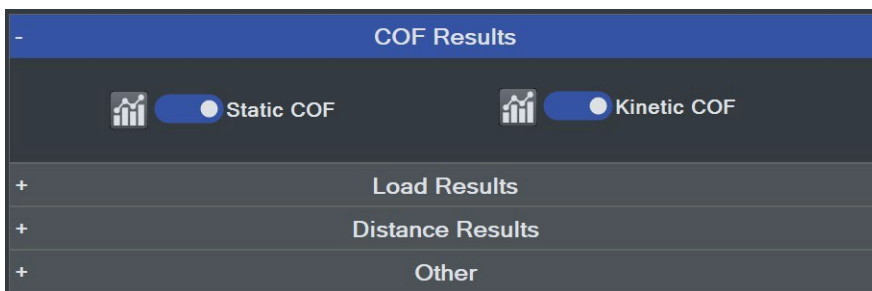 - COF Results
Static COF Kinetic COF
+ Load Results
+ Distance Results
+ Other